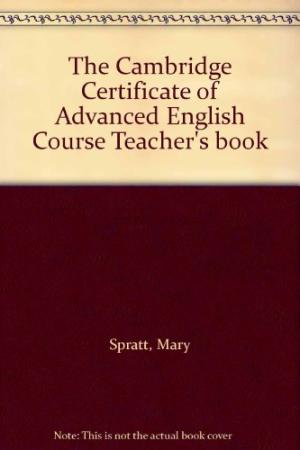 The Cambridge
Certificate of
Advanced English
Course Teacher's book
Spratt, Mary
Note: This is not the actual book cover